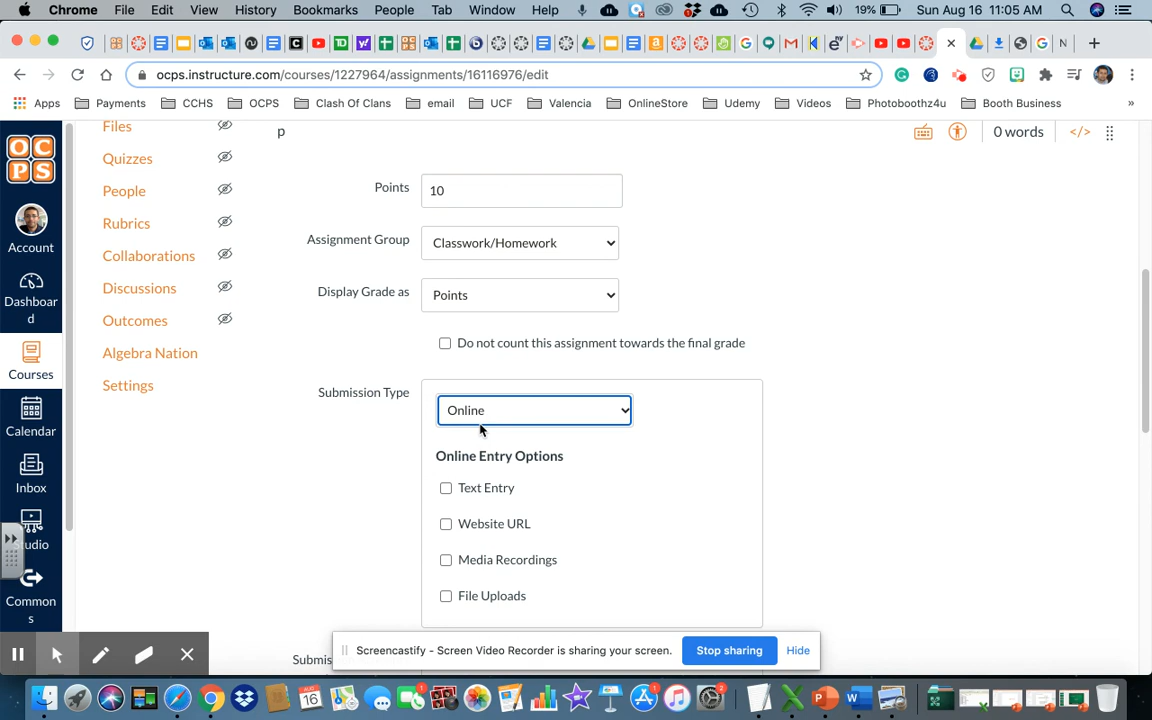 Chrome File Edit View History Bookmarks People Tab Window Help 19% Sun Aug 16 11:05 AM
ocps.instructure.com/courses/1227964/assignments/16116976/edit
Apps Payments CCHS OCPS Clash Of Clans email UCF Valencia OnlineStore Udemy Videos Photoboothz4u Booth Business »
OC
PS
Account
Dashboar
d
Courses
Calendar
Inbox
Studio
Common
s
Files
Quizzes
People
Rubrics
Collaborations
Discussions
Outcomes
Algebra Nation
Settings
p
0 words </>
Points 10
Assignment Group Classwork/Homework
Display Grade as Points
Do not count this assignment towards the final grade
Submission Type Online
Online Entry Options
Text Entry
Website URL
Media Recordings
File Uploads
Submis
Screencastify - Screen Video Recorder is sharing your screen. Stop sharing Hide